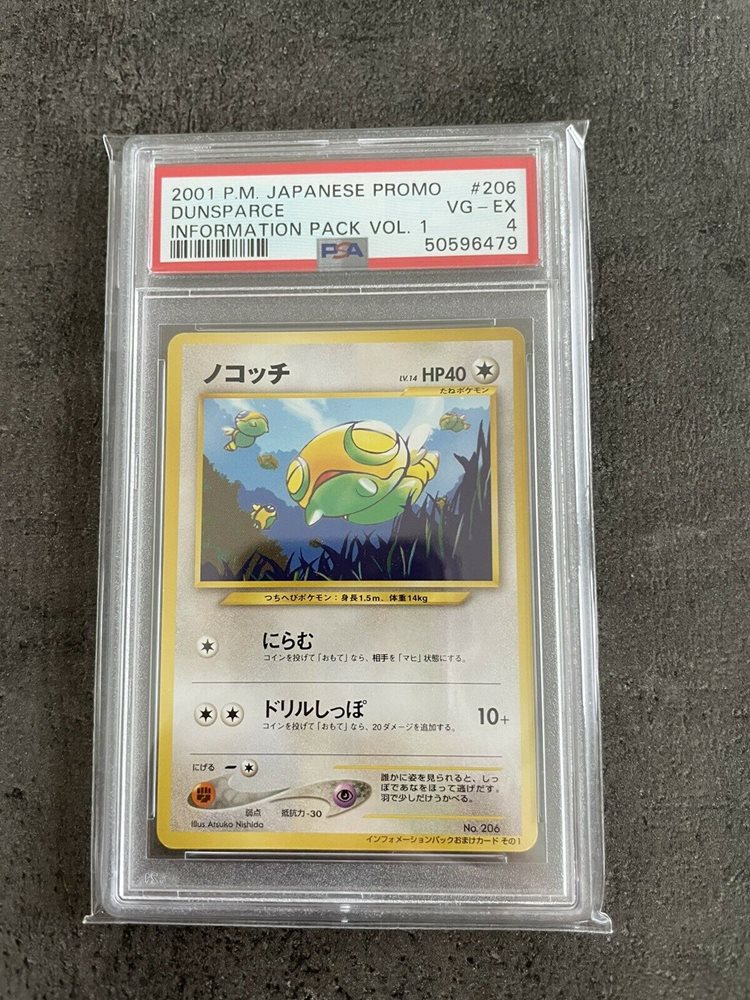 2001 P.M. JAPANESE PROMO #206
DUNSPARCE VG-EX
INFORMATION PACK VOL. 1 4
PSA 50596479
ノコッチ LV.14 HP40
たねポケモン
つちへびポケモン：身長1.5m、体重14kg
にらむ
コインを投げて「おもて」なら、相手を「マヒ」状態にする。
ドリルしっぽ 10+
コインを投げて「おもて」なら、20ダメージを追加する。
にげる
弱点 抵抗力-30
誰かに姿を見られると、しっ
ぽであなをほって逃げだす。
羽で少しだけうかべる。
Illus. Atsuko Nishida No. 206
インフォメーションパックおまけカード その1